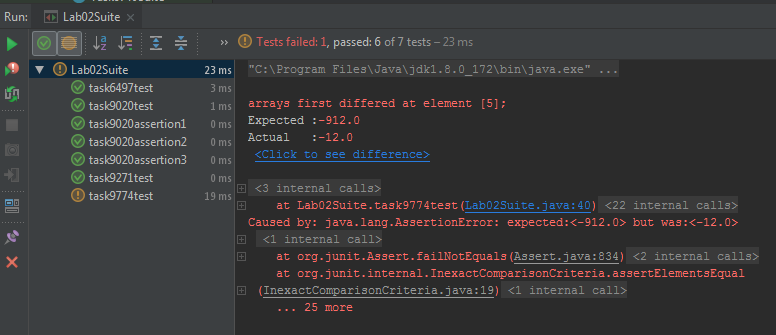 Run: Lab02Suite
Tests failed: 1, passed: 6 of 7 tests – 23 ms
Lab02Suite 23 ms
task6497test 3 ms
task9020test 1 ms
task9020assertion1 0 ms
task9020assertion2 0 ms
task9020assertion3 0 ms
task9271test 0 ms
task9774test 19 ms
"C:\Program Files\Java\jdk1.8.0_172\bin\java.exe" ...
arrays first differed at element [5];
Expected :-912.0
Actual   :-12.0
<Click to see difference>
<3 internal calls>
at Lab02Suite.task9774test(Lab02Suite.java:40) <22 internal calls>
Caused by: java.lang.AssertionError: expected:<-912.0> but was:<-12.0>
<1 internal call>
at org.junit.Assert.failNotEquals(Assert.java:834) <2 internal calls>
at org.junit.internal.InexactComparisonCriteria.assertElementsEqual
(InexactComparisonCriteria.java:19) <1 internal call>
... 25 more